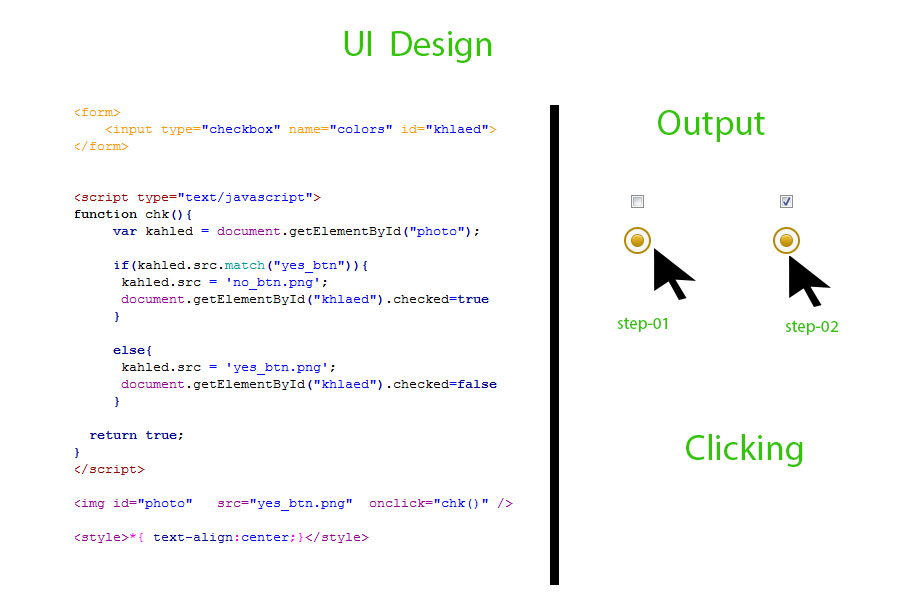 UI Design
<form>
<input type="checkbox" name="colors" id="khlaed">
</form>
<script type="text/javascript">
function chk(){
var kahled = document.getElementById("photo");
if(kahled.src.match("yes_btn")){
kahled.src = 'no_btn.png';
document.getElementById("khlaed").checked=true
}
else{
kahled.src = 'yes_btn.png';
document.getElementById("khlaed").checked=false
}
return true;
}
</script>
<img id="photo" src="yes_btn.png" onclick="chk()" />
<style>*{ text-align:center;}</style>
Output
step-01
step-02
Clicking